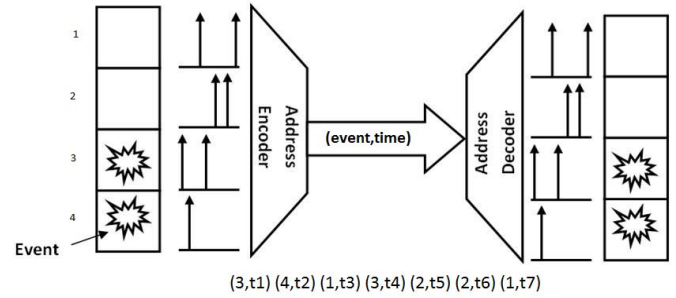 1
2
3
4
Event
Address
Encoder
(event,time)
Address
Decoder
(3,t1) (4,t2) (1,t3) (3,t4) (2,t5) (2,t6) (1,t7)